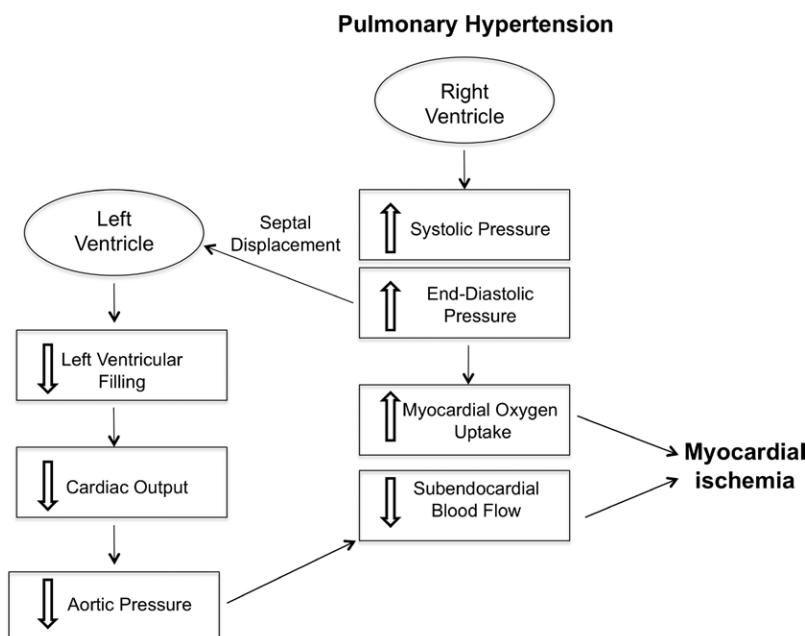 Pulmonary Hypertension
Right
Ventricle
Left
Ventricle
Septal
Displacement
Systolic Pressure
End-Diastolic
Pressure
Left Ventricular
Filling
Myocardial Oxygen
Uptake
Myocardial
ischemia
Cardiac Output
Subendocardial
Blood Flow
Aortic Pressure